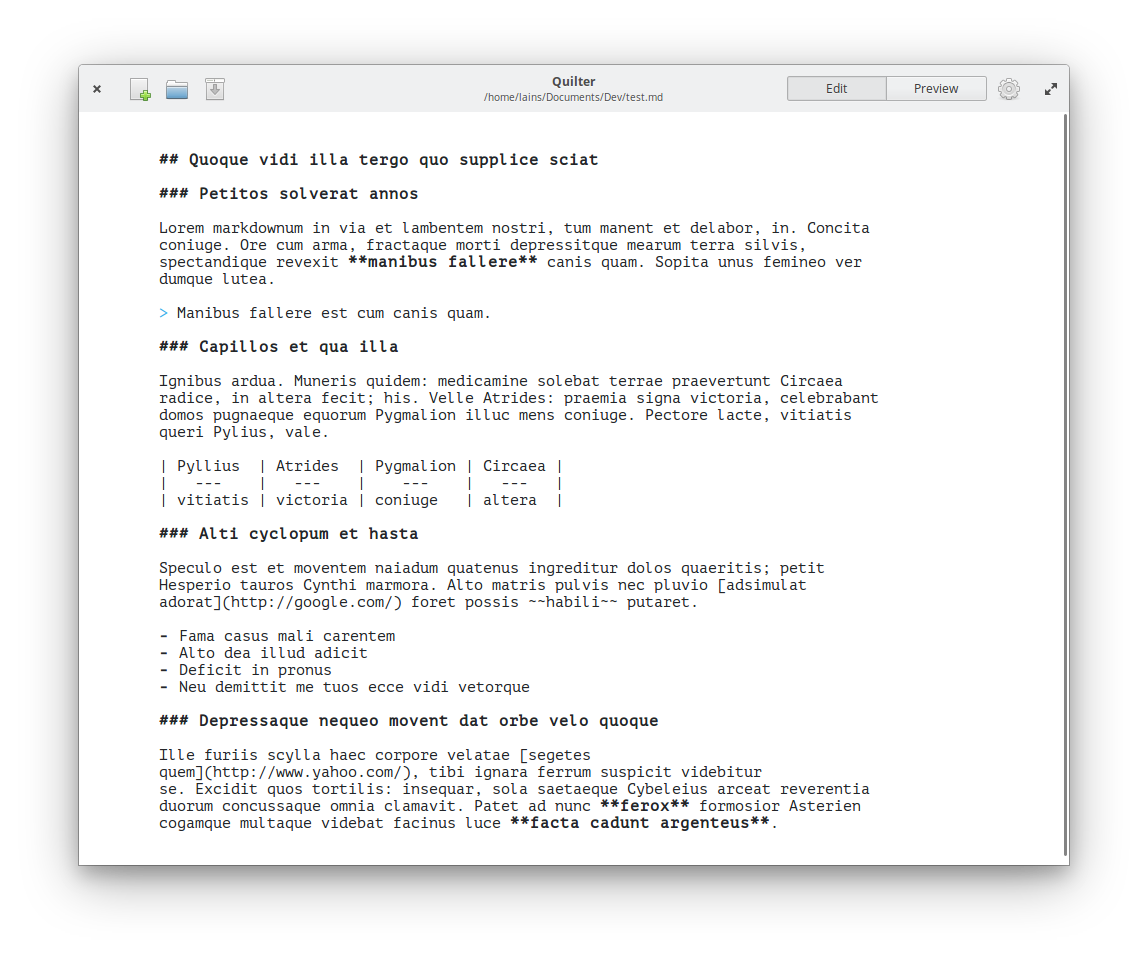 Quilter
/home/lains/Documents/Dev/test.md
Edit
Preview
## Quoque vidi illa tergo quo supplice sciat
### Petitos solverat annos
Lorem markdownum in via et lambentem nostri, tum manent et delabor, in. Concita
coniuge. Ore cum arma, fractaque morti depressitque mearum terra silvis,
spectandique revexit **manibus fallere** canis quam. Sopita unus femineo ver
dumque lutea.
> Manibus fallere est cum canis quam.
### Capillos et qua illa
Ignibus ardua. Muneris quidem: medicamine solebat terrae praevertunt Circaea
radice, in altera fecit; his. Velle Atrides: praemia signa victoria, celebrabant
domos pugnaeque equorum Pygmalion illuc mens coniuge. Pectore lacte, vitiatis
queri Pylius, vale.
| Pyllius  | Atrides  | Pygmalion | Circaea |
|   ---    |   ---    |    ---    |   ---   |
| vitiatis | victoria | coniuge   | altera  |
### Alti cyclopum et hasta
Speculo est et moventem naiadum quatenus ingreditur dolos quaeritis; petit
Hesperio tauros Cynthi marmora. Alto matris pulvis nec pluvio [adsimulat
adorat](http://google.com/) foret possis ~~habili~~ putaret.
- Fama casus mali carentem
- Alto dea illud adicit
- Deficit in pronus
- Neu demittit me tuos ecce vidi vetorque
### Depressaque nequeo movent dat orbe velo quoque
Ille furiis scylla haec corpore velatae [segetes
quem](http://www.yahoo.com/), tibi ignara ferrum suspicit videbitur
se. Excidit quos tortilis: insequar, sola saetaeque Cybeleius arceat reverentia
duorum concussaque omnia clamavit. Patet ad nunc **ferox** formosior Asterien
cogamque multaque videbat facinus luce **facta cadunt argenteus**.